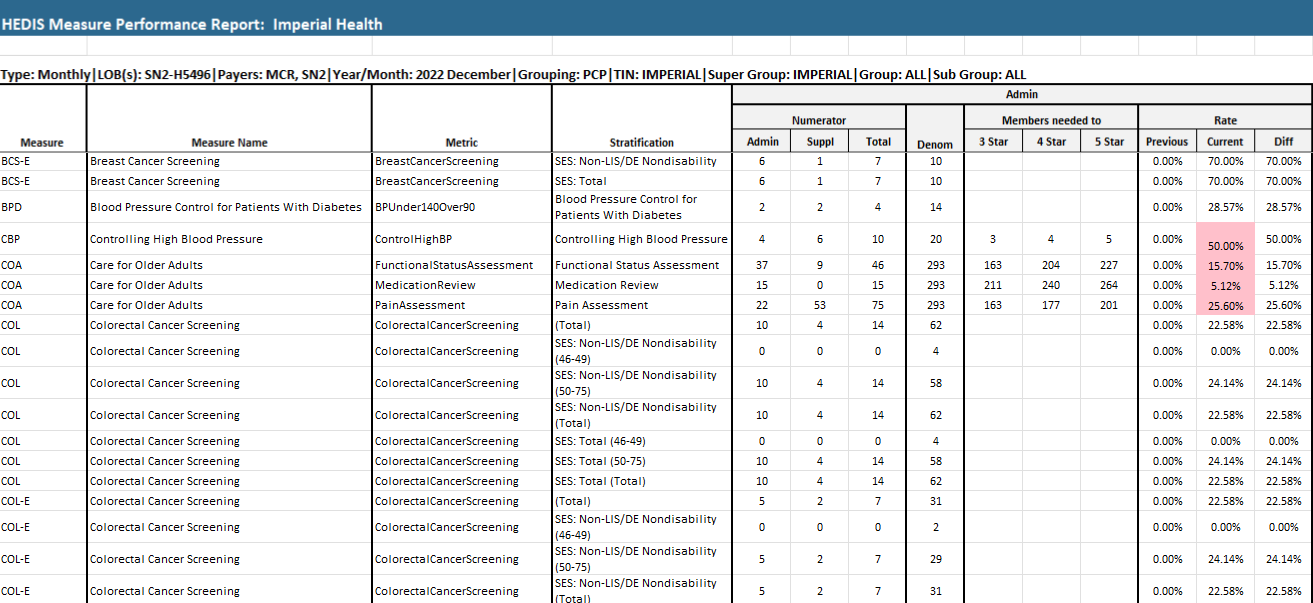 HEDIS Measure Performance Report:  Imperial Health
Type: Monthly|LOB(s): SN2-H5496|Payers: MCR, SN2|Year/Month: 2022 December|Grouping: PCP|TIN: IMPERIAL|Super Group: IMPERIAL|Group: ALL|Sub Group: ALL
Admin
Numerator Members needed to Rate
Measure Measure Name Metric Stratification Admin Suppl Total Denom 3 Star 4 Star 5 Star Previous Current Diff
BCS-E Breast Cancer Screening BreastCancerScreening SES: Non-LIS/DE Nondisability 6 1 7 10 0.00% 70.00% 70.00%
BCS-E Breast Cancer Screening BreastCancerScreening SES: Total 6 1 7 10 0.00% 70.00% 70.00%
Blood Pressure Control for
BPD Blood Pressure Control for Patients With Diabetes BPUnder140Over90 2 2 4 14 0.00% 28.57% 28.57%
Patients With Diabetes
CBP Controlling High Blood Pressure ControlHighBP Controlling High Blood Pressure 4 6 10 20 3 4 5 0.00% 50.00% 50.00%
COA Care for Older Adults FunctionalStatusAssessment Functional Status Assessment 37 9 46 293 163 204 227 0.00% 15.70% 15.70%
COA Care for Older Adults MedicationReview Medication Review 15 0 15 293 211 240 264 0.00% 5.12% 5.12%
COA Care for Older Adults PainAssessment Pain Assessment 22 53 75 293 163 177 201 0.00% 25.60% 25.60%
COL Colorectal Cancer Screening ColorectalCancerScreening (Total) 10 4 14 62 0.00% 22.58% 22.58%
SES: Non-LIS/DE Nondisability
COL Colorectal Cancer Screening ColorectalCancerScreening 0 0 0 4 0.00% 0.00% 0.00%
(46-49)
SES: Non-LIS/DE Nondisability
COL Colorectal Cancer Screening ColorectalCancerScreening 10 4 14 58 0.00% 24.14% 24.14%
(50-75)
SES: Non-LIS/DE Nondisability
COL Colorectal Cancer Screening ColorectalCancerScreening 10 4 14 62 0.00% 22.58% 22.58%
(Total)
COL Colorectal Cancer Screening ColorectalCancerScreening SES: Total (46-49) 0 0 0 4 0.00% 0.00% 0.00%
COL Colorectal Cancer Screening ColorectalCancerScreening SES: Total (50-75) 10 4 14 58 0.00% 24.14% 24.14%
COL Colorectal Cancer Screening ColorectalCancerScreening SES: Total (Total) 10 4 14 62 0.00% 22.58% 22.58%
COL-E Colorectal Cancer Screening ColorectalCancerScreening (Total) 5 2 7 31 0.00% 22.58% 22.58%
SES: Non-LIS/DE Nondisability
COL-E Colorectal Cancer Screening ColorectalCancerScreening 0 0 0 2 0.00% 0.00% 0.00%
(46-49)
SES: Non-LIS/DE Nondisability
COL-E Colorectal Cancer Screening ColorectalCancerScreening 5 2 7 29 0.00% 24.14% 24.14%
(50-75)
SES: Non-LIS/DE Nondisability
COL-E Colorectal Cancer Screening ColorectalCancerScreening 5 2 7 31 0.00% 22.58% 22.58%
(Total)